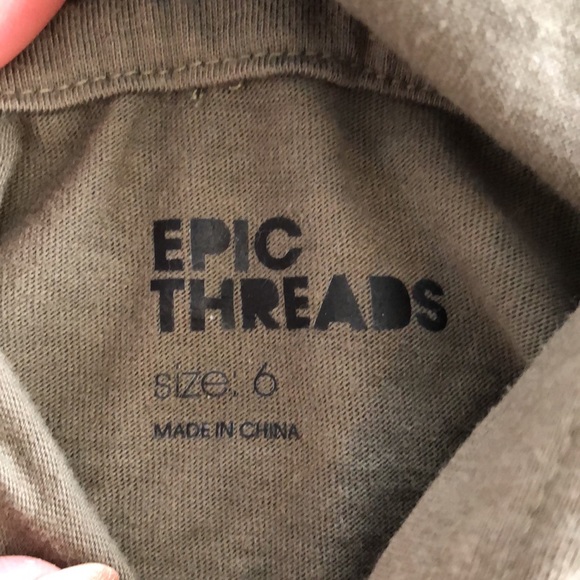 EPIC
THREADS
size: 6
MADE IN CHINA